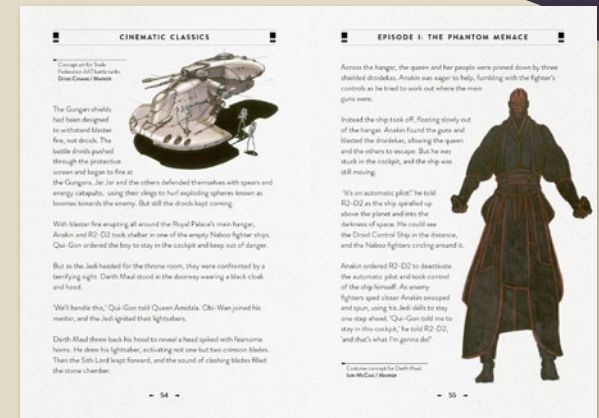 CINEMATIC CLASSICS
Concept art for Trade
Federation AAT battle tanks.
DOUG CHIANG / MARKER
The Gungan shields
had been designed
to withstand blaster
fire, not droids. The
battle droids pushed
through the protective
screen and began to fire at
the Gungans. Jar Jar and the others defended themselves with spears and
energy catapults, using their slings to hurl exploding spheres known as
boomas towards the enemy. But still the droids kept coming.
With blaster fire erupting all around the Royal Palace's main hangar,
Anakin and R2-D2 took shelter in one of the empty Naboo fighter ships.
Qui-Gon ordered the boy to stay in the cockpit and keep out of danger.
But as the Jedi headed for the throne room, they were confronted by a
terrifying sight. Darth Maul stood in the doorway wearing a black cloak
and hood.
'We'll handle this,' Qui-Gon told Queen Amidala. Obi-Wan joined his
master, and the Jedi ignited their lightsabers.
Darth Maul threw back his hood to reveal a head spiked with fearsome
horns. He drew his lightsaber, activating not one but two crimson blades.
Then the Sith Lord leapt forward, and the sound of clashing blades filled
the stone chamber.
54
EPISODE I: THE PHANTOM MENACE
Across the hangar, the queen and her people were pinned down by three
shielded droidekas. Anakin was eager to help, fumbling with the fighter's
controls as he tried to work out where the main
guns were.
Instead the ship took off, floating slowly out
of the hangar. Anakin found the guns and
blasted the droidekas, allowing the queen
and the others to escape. But he was
stuck in the cockpit, and the ship was
still moving.
'It's on automatic pilot!' he told
R2-D2 as the ship spiralled up
above the planet and into the
darkness of space. He could see
the Droid Control Ship in the distance,
and the Naboo fighters circling around it.
Anakin ordered R2-D2 to deactivate
the automatic pilot and took control
of the ship himself. As enemy
fighters sped closer Anakin swooped
and spun, using his Jedi skills to stay
one step ahead. 'Qui-Gon told me to
stay in this cockpit,' he told R2-D2,
'and that's what I'm gonna do!'
Costume concept for Darth Maul
IAIN MCCAIG / MARKER
55